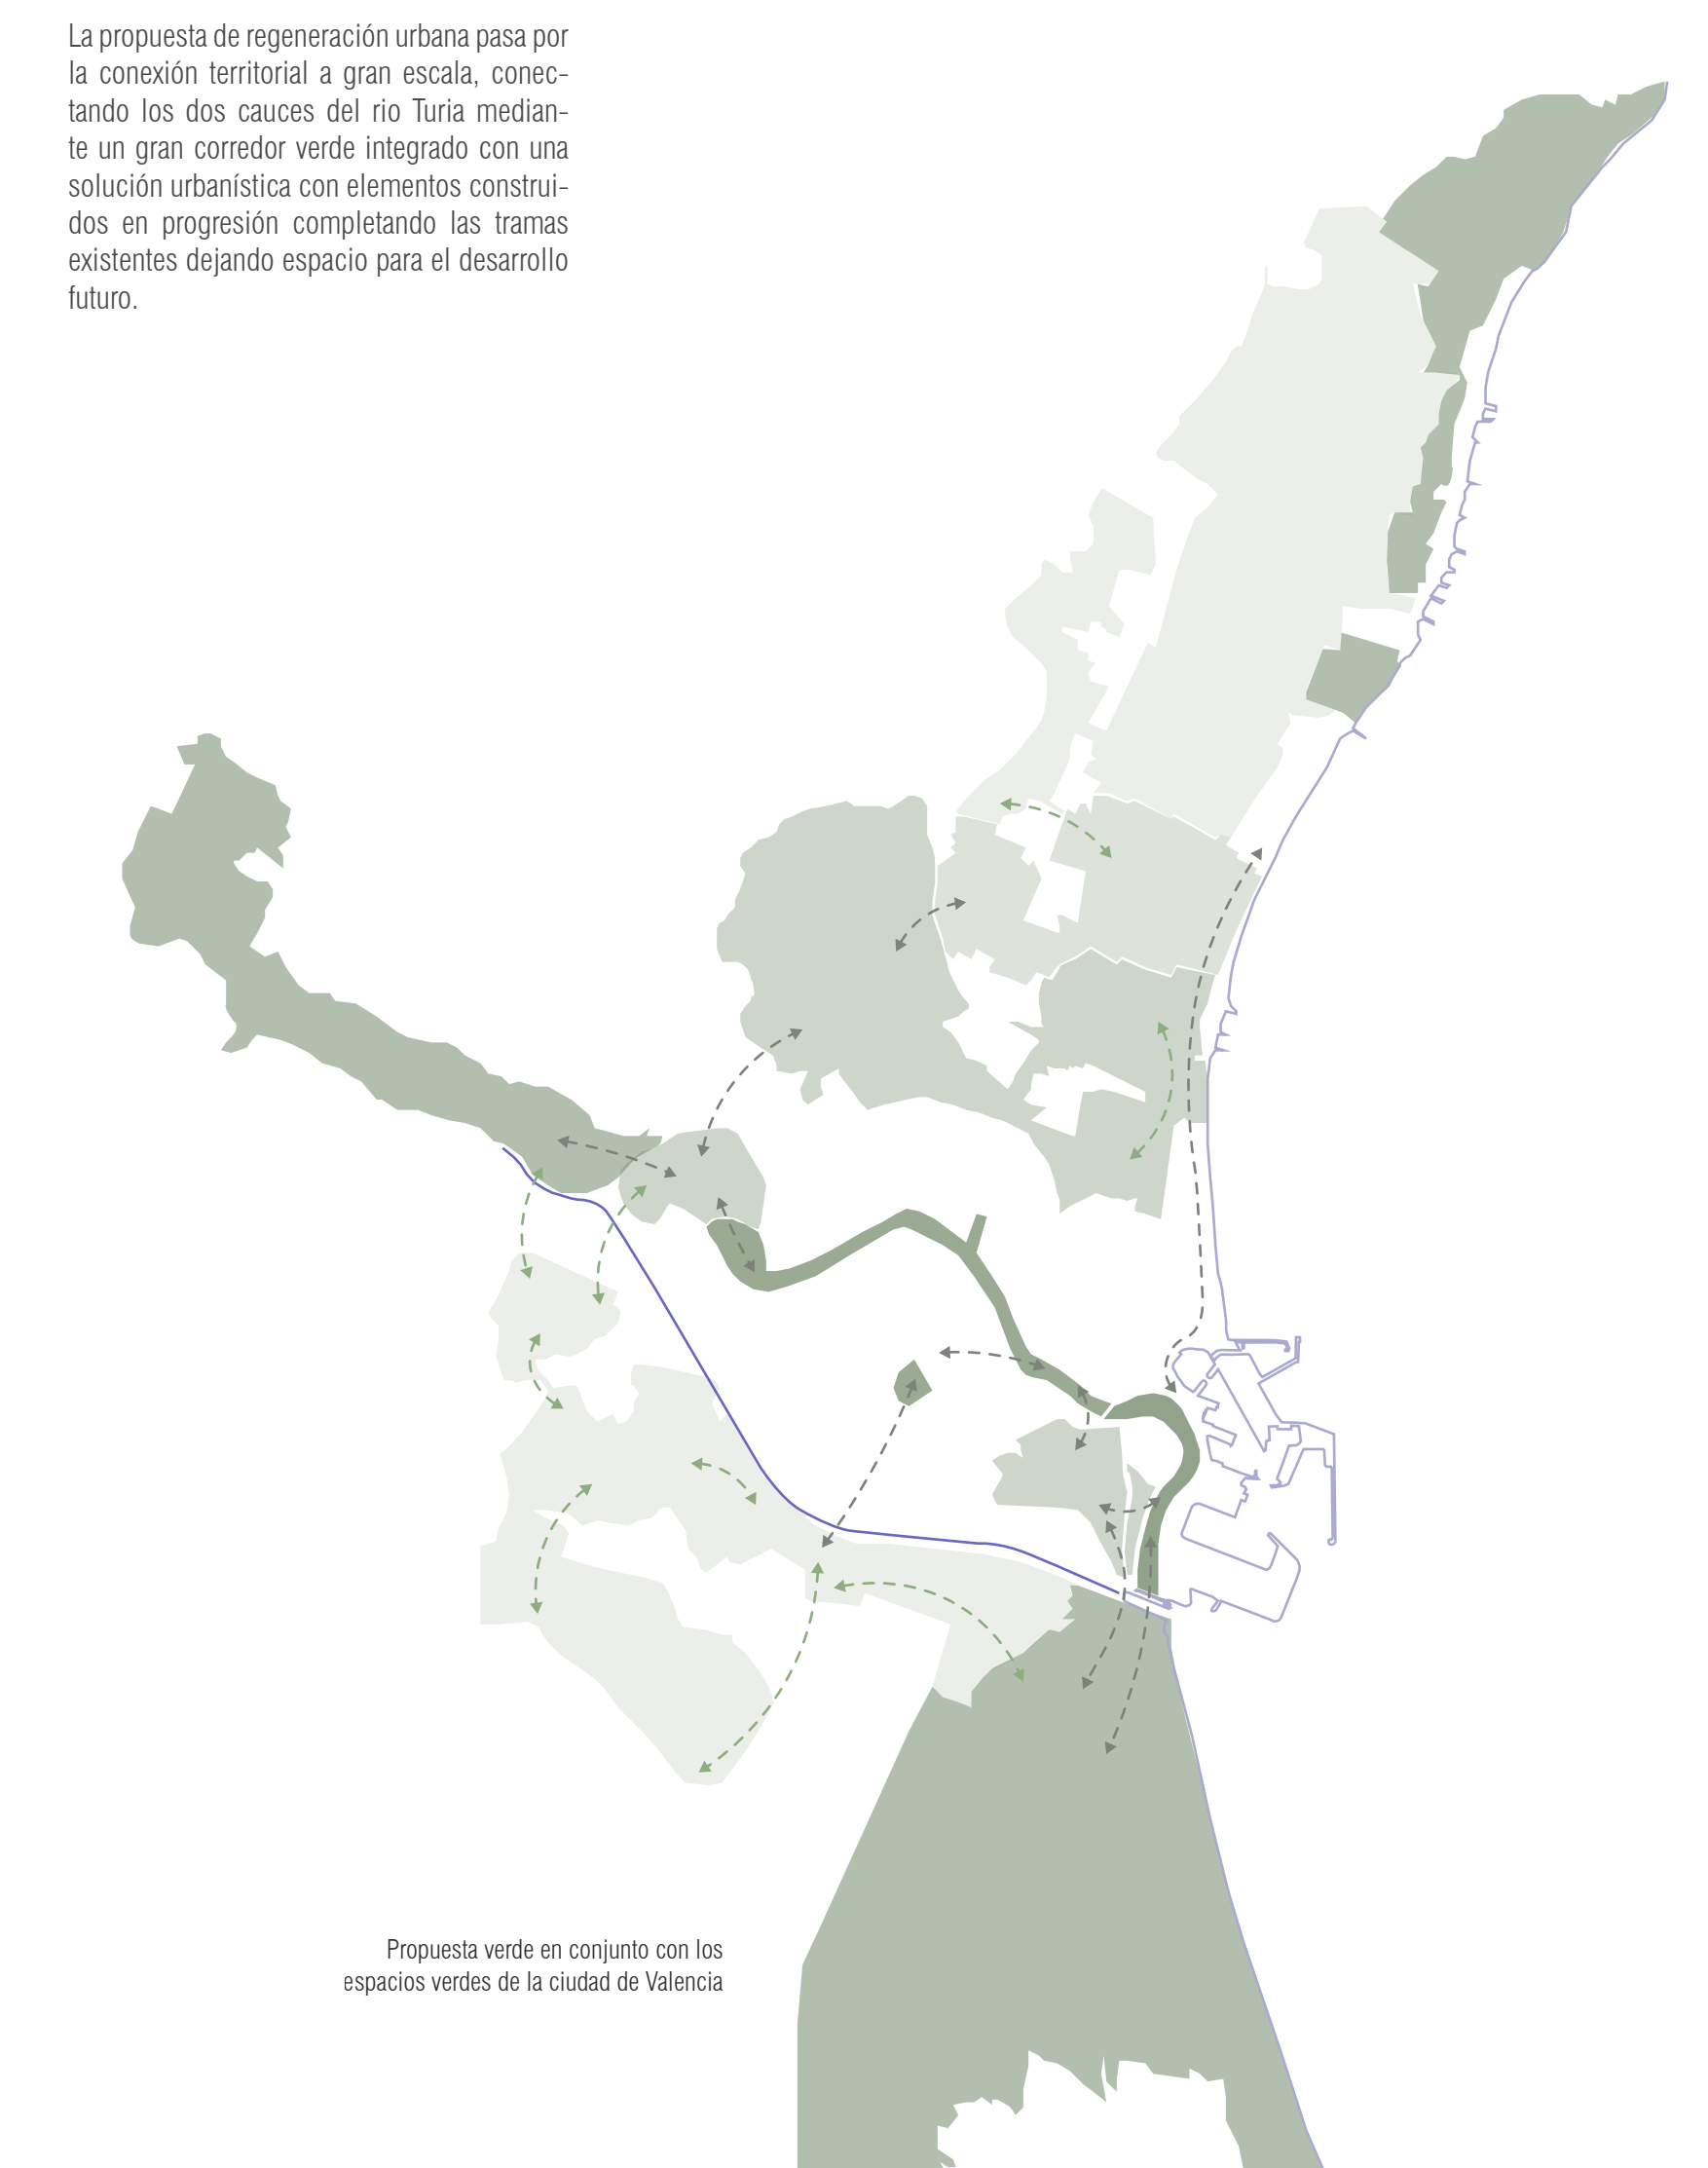 La propuesta de regeneración urbana pasa por
la conexión territorial a gran escala, conec-
tando los dos cauces del rio Turia median-
te un gran corredor verde integrado con una
solución urbanística con elementos construi-
dos en progresión completando las tramas
existentes dejando espacio para el desarrollo
futuro.
Propuesta verde en conjunto con los
espacios verdes de la ciudad de Valencia